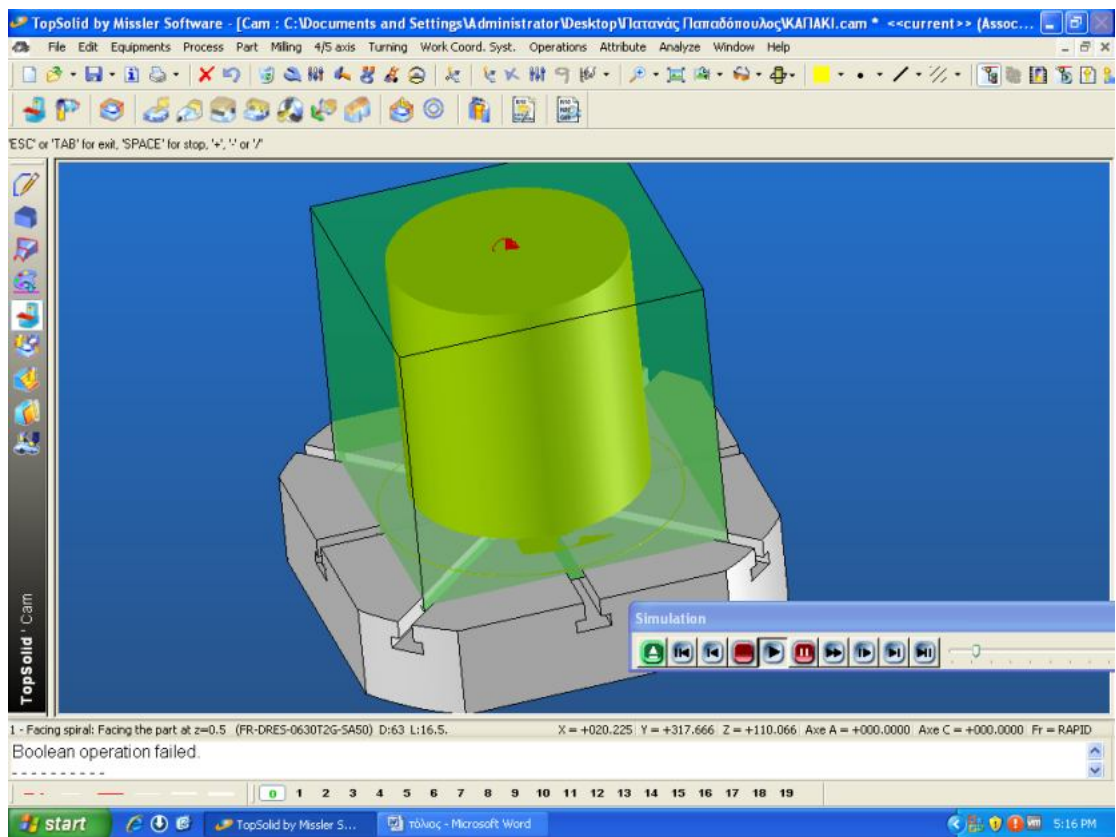 TopSolid by Missler Software - [Cam : C:\Documents and Settings\Administrator\Desktop\Πατανάς Παπαδόπουλος\ΚΑΠΑΚΙ.cam * <<current>> (Assoc...
File Edit Equipments Process Part Milling 4/5 axis Turning Work Coord. Syst. Operations Attribute Analyze Window Help
'ESC' or 'TAB' for exit, 'SPACE' for stop, '+', '-' or '/'
TopSolid'Cam
Simulation
1 - Facing spiral: Facing the part at z=0.5 (FR-DRES-0630T2G-SA50) D:63 L:16.5. X = +020.225 Y = +317.666 Z = +110.066 Axe A = +000.0000 Axe C = +000.0000 Fr = RAPID
Boolean operation failed.
- - - - - - - - - -
0 1 2 3 4 5 6 7 8 9 10 11 12 13 14 15 16 17 18 19
start TopSolid by Missler S... τόλιος - Microsoft Word 5:16 PM